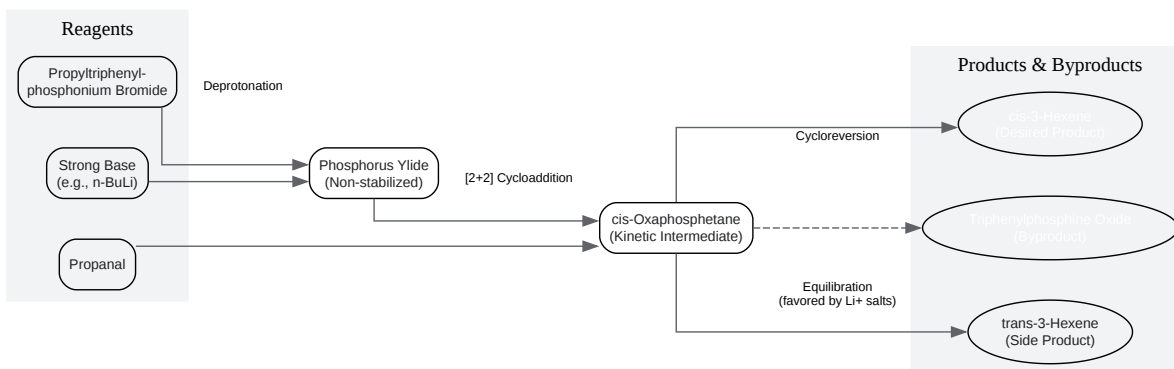 Reagents
Propyltriphenyl-
phosphonium Bromide
Deprotonation
Strong Base
(e.g., n-BuLi)
Phosphorus Ylide
(Non-stabilized)
[2+2] Cycloaddition
Propanal
cis-Oxaphosphetane
(Kinetic Intermediate)
Products & Byproducts
cis-3-Hexene
(Desired Product)
Cycloreversion
Triphenylphosphine Oxide
(Byproduct)
Equilibration
(favored by Li+ salts)
trans-3-Hexene
(Side Product)